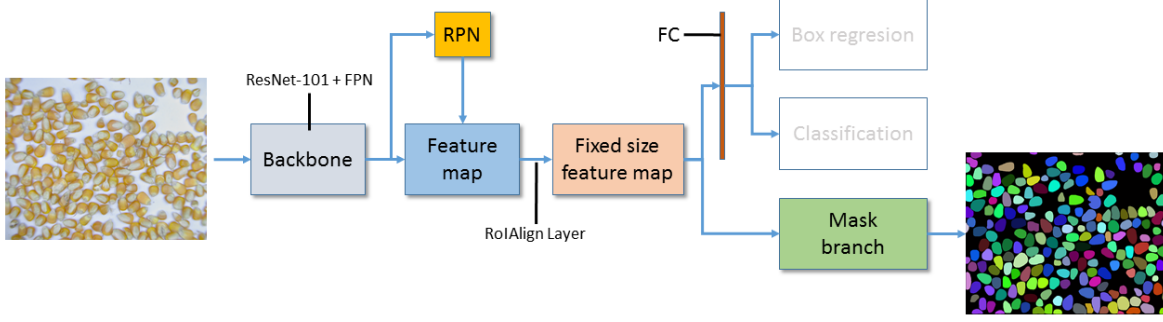 RPN
FC
Box regresion
ResNet-101 + FPN
Backbone
Feature
map
Fixed size
feature map
Classification
RoIAlign Layer
Mask
branch